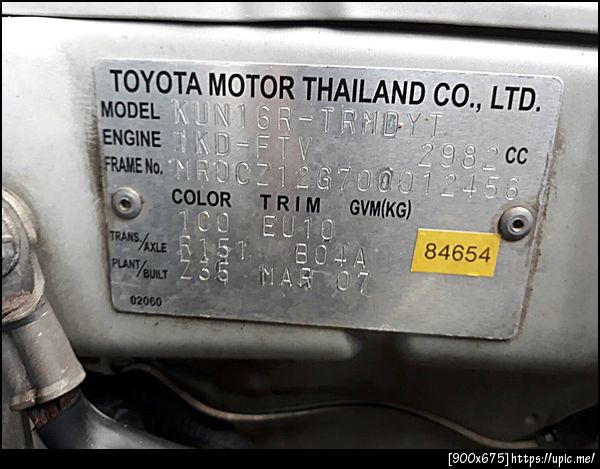 TOYOTA MOTOR THAILAND CO., LTD.
MODEL KUN16R-TRMDYT
ENGINE 1KD-FTV 2982 CC
FRAME No. MR0CZ12G700012456
COLOR TRIM GVM(KG)
1C0 EU10
TRANS./AXLE R151 B04A
84654
PLANT/BUILT Z35 MAR 07
02060
[900x675]https://upic.me/